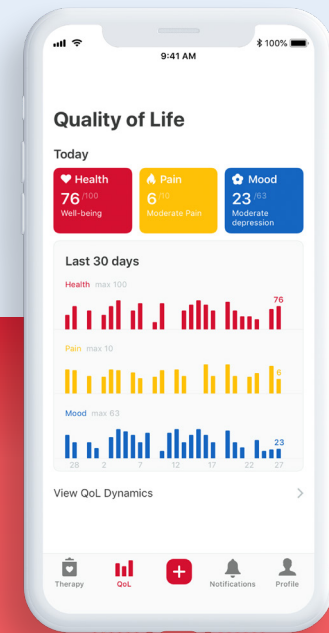 100%
9:41 AM
Quality of Life
Today
Health
76 /100
Well-being
Pain
6 /10
Moderate Pain
Mood
23 /63
Moderate
depression
Last 30 days
Health max 100
76
Pain max 10
6
Mood max 63
23
28 2 7 12 17 22 27
View QoL Dynamics
Therapy
QoL
Notifications
Profile